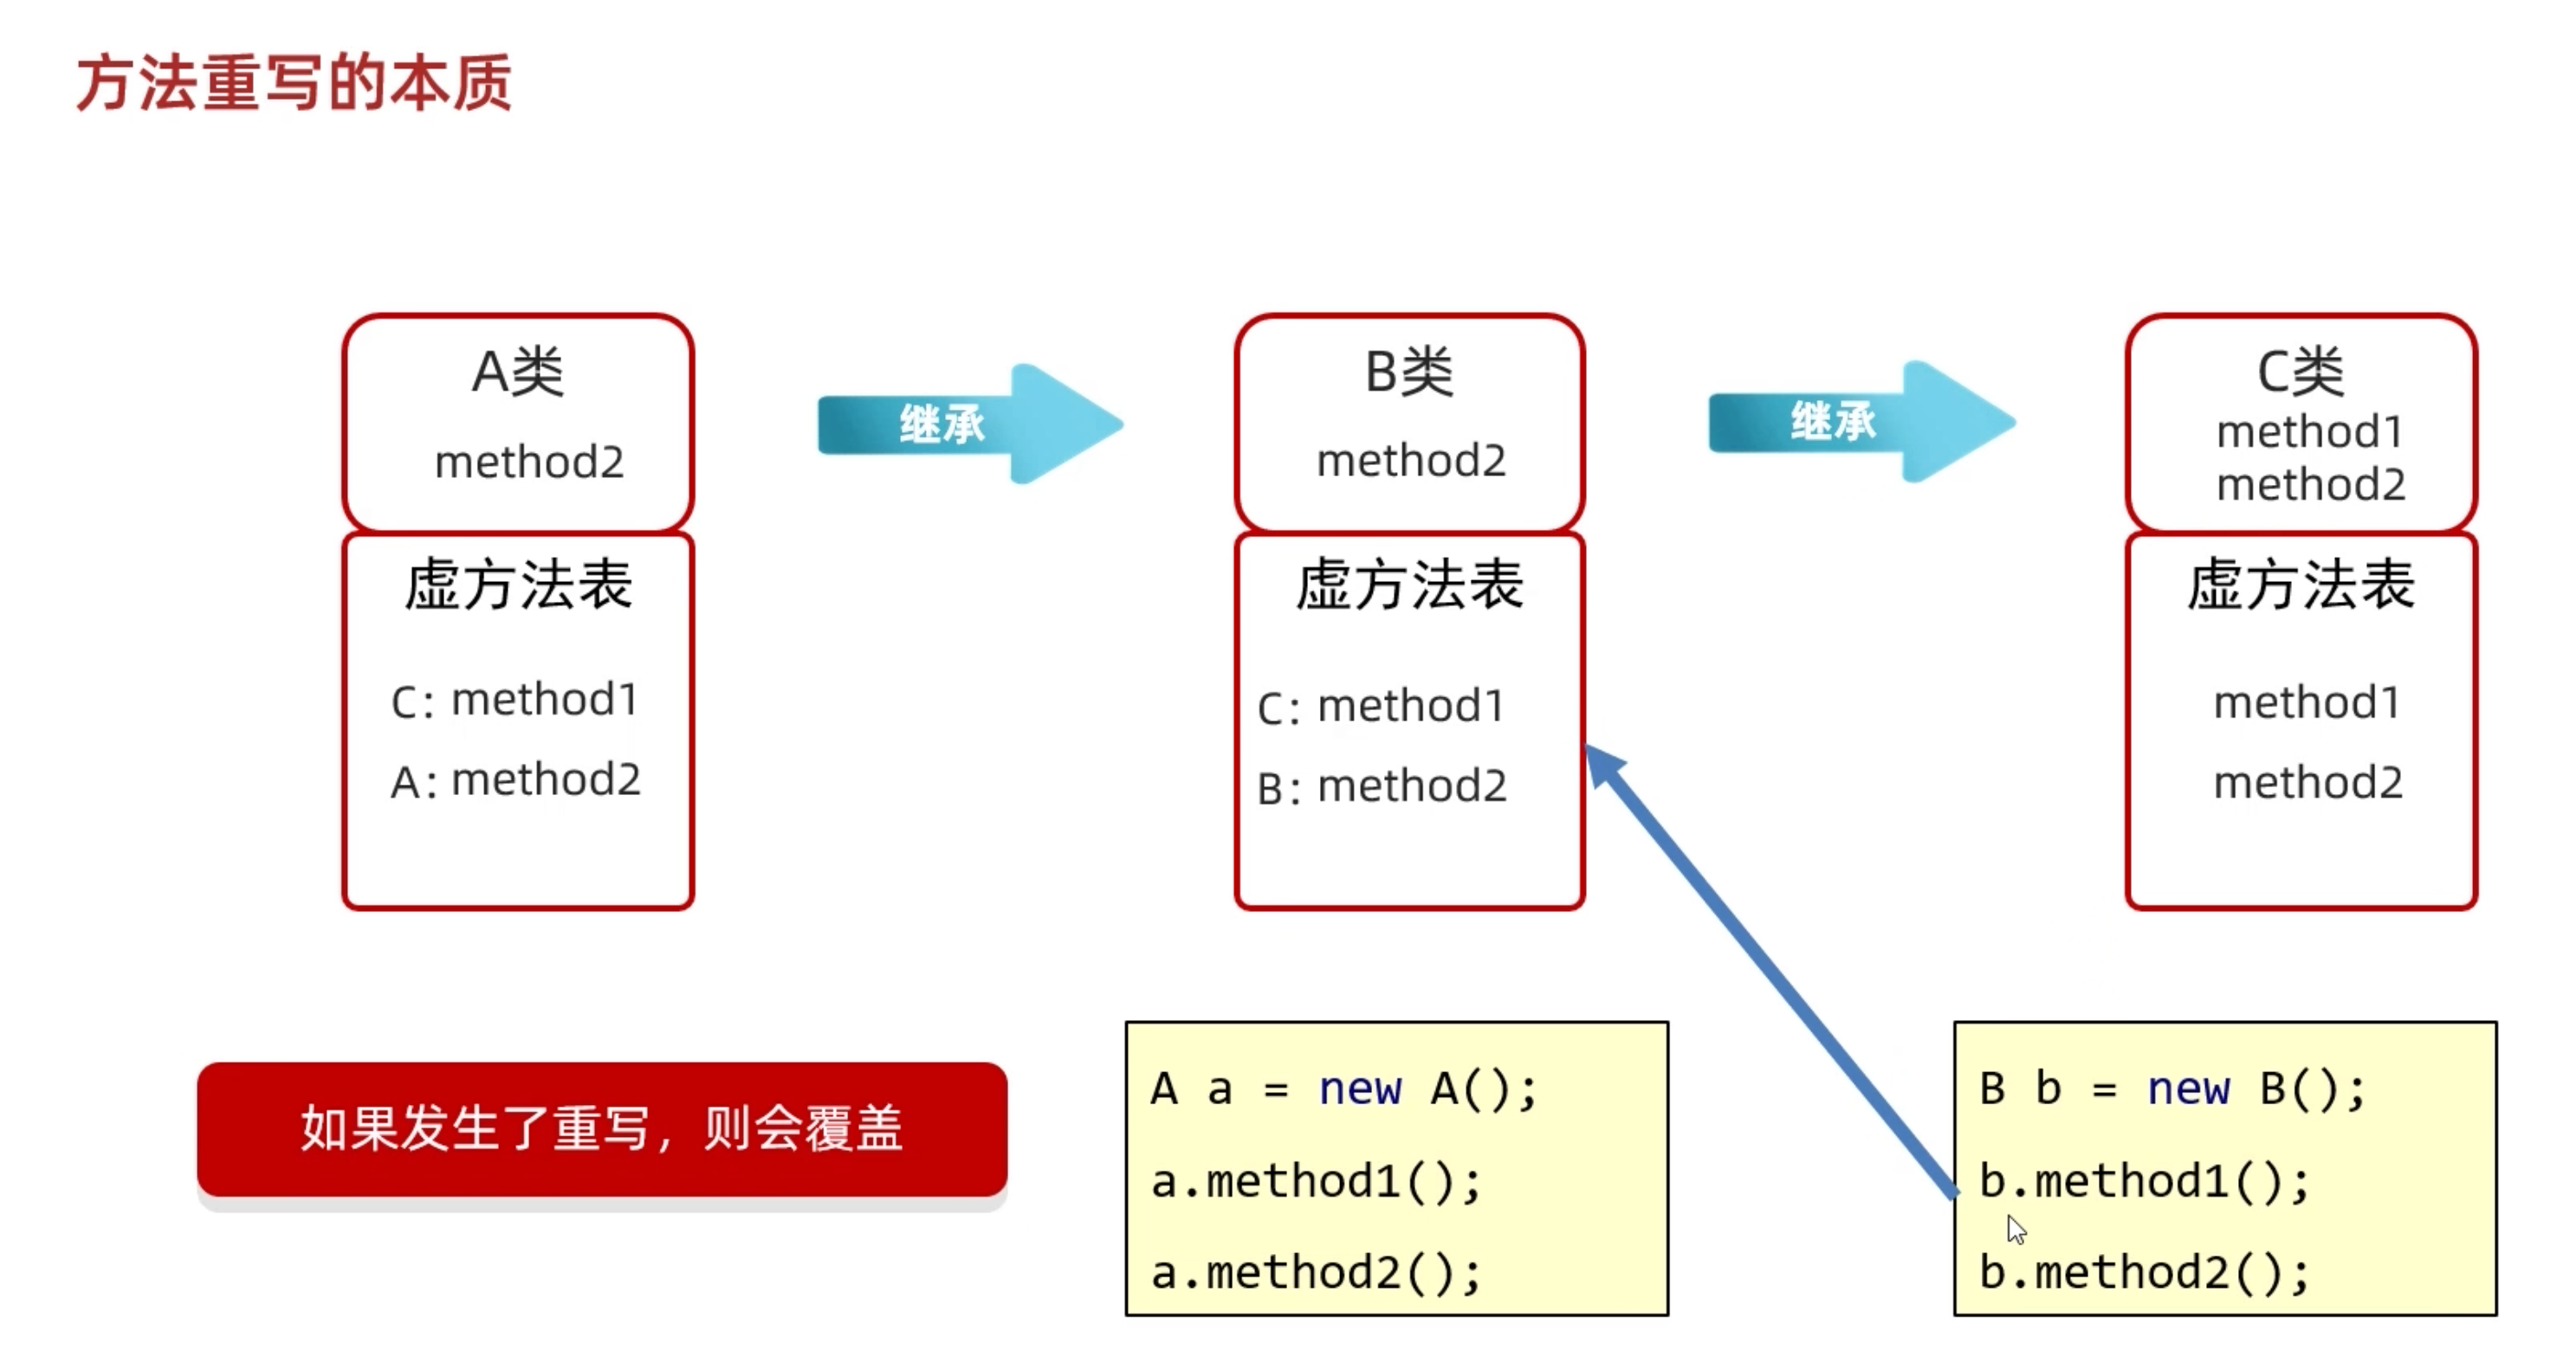 方法重写的本质
A类
method2
继承
B类
method2
继承
C类
method1
method2
虚方法表
C: method1
A: method2
虚方法表
C: method1
B: method2
虚方法表
method1
method2
如果发生了重写，则会覆盖
A a = new A();
a.method1();
a.method2();
B b = new B();
b.method1();
b.method2();